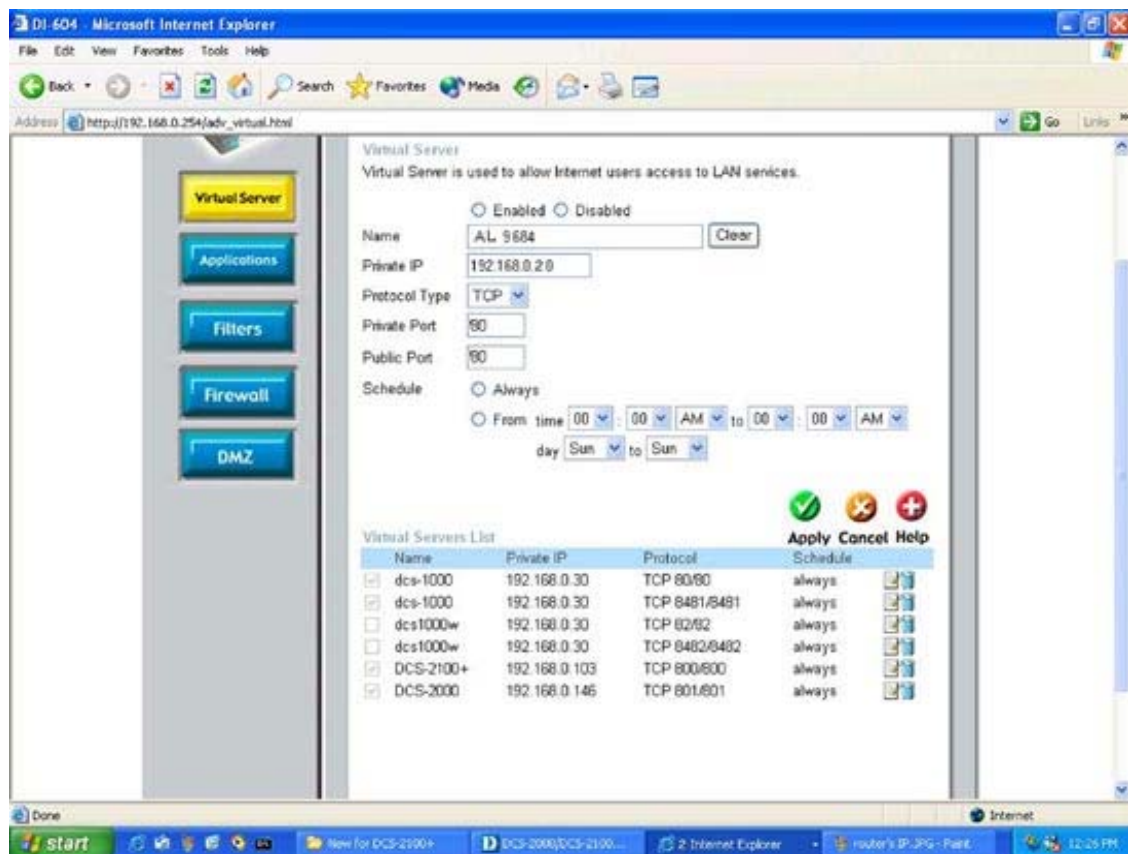 DI-604 - Microsoft Internet Explorer
File Edit View Favorites Tools Help
Back Search Favorites Media
Address http://192.168.0.254/adv_virtual.html Go Links »
Virtual Server
Virtual Server is used to allow Internet users access to LAN services.
Virtual Server
Applications
Filters
Firewall
DMZ
Enabled Disabled
Name AL 9684 Clear
Private IP 192.168.0.20
Protocol Type TCP
Private Port 80
Public Port 80
Schedule Always
From time 00 : 00 AM to 00 : 00 AM
day Sun to Sun
Apply Cancel Help
Virtual Servers List
Name Private IP Protocol Schedule
dcs-1000 192.168.0.30 TCP 80/80 always
dcs-1000 192.168.0.30 TCP 8481/8481 always
dcs1000w 192.168.0.30 TCP 82/82 always
dcs1000w 192.168.0.30 TCP 8482/8482 always
DCS-2100+ 192.168.0.103 TCP 800/800 always
DCS-2000 192.168.0.146 TCP 801/801 always
Done Internet
start New for DCS-2100+ DCS-2000/DCS-2100... 2 Internet Explorer router's IP.JPG - Paint 12:26 PM